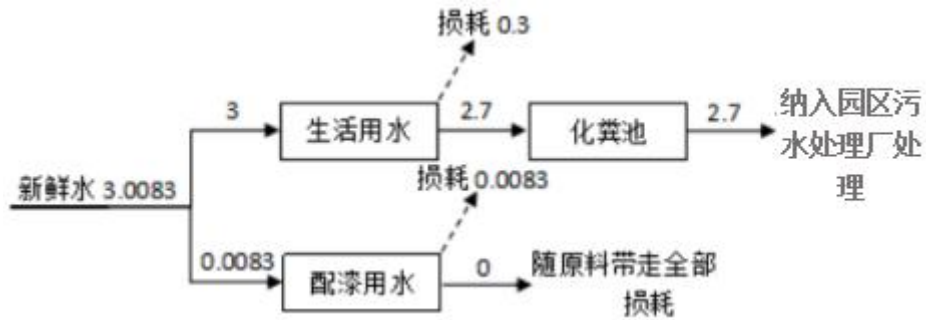 损耗 0.3
3
生活用水
2.7
化粪池
2.7
纳入园区污
水处理厂处
理
新鲜水 3.0083
损耗 0.0083
0.0083
配漆用水
0
随原料带走全部
损耗